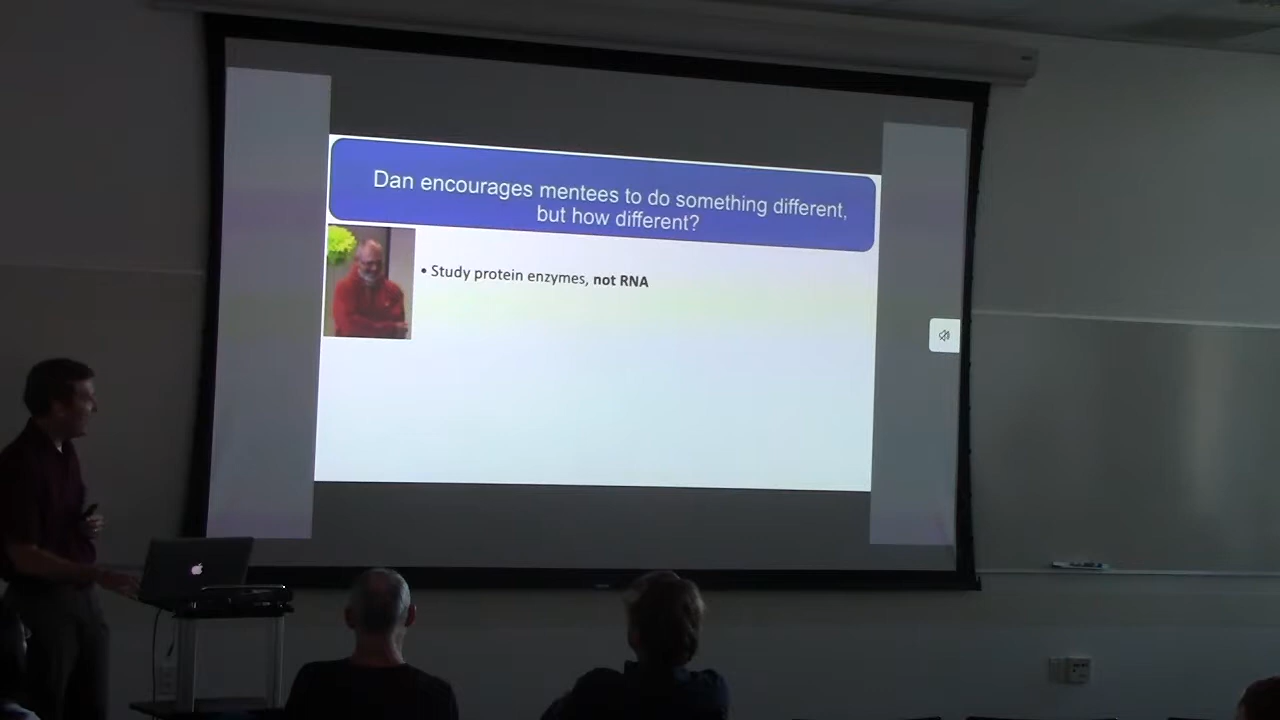 Dan encourages mentees to do something different,
but how different?
• Study protein enzymes, not RNA